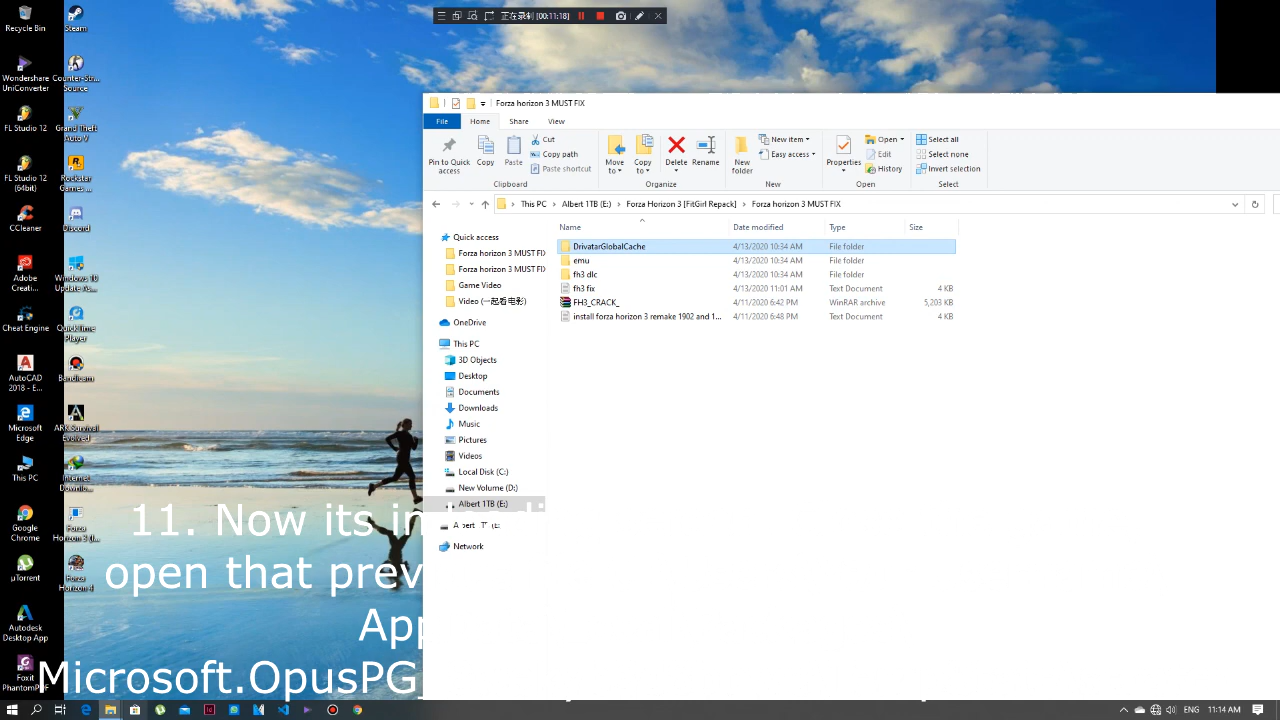 正在录制 [00:11:18]
Recycle Bin
Steam
Wondershare UniConverter
Counter-Str... Source
FL Studio 12
Grand Theft Auto V
FL Studio 12 (64bit)
Rockstar Games ...
CCleaner
Discord
Adobe Creati...
Windows 10 Update As...
Cheat Engine
QuickTime Player
AutoCAD 2018 - E...
Bandicam
Microsoft Edge
ARK Survival Evolved
This PC
Internet Downlo...
Google Chrome
Forza Horizon 3 (I...
µTorrent
Forza Horizon 4
Autodesk Desktop App
Foxit PhantomPDF
Forza horizon 3 MUST FIX
File Home Share View
Pin to Quick access
Copy
Paste
Cut
Copy path
Paste shortcut
Clipboard
Move to
Copy to
Delete
Rename
Organize
New folder
New item
Easy access
New
Properties
Open
Edit
History
Open
Select all
Select none
Invert selection
Select
This PC > Albert 1TB (E:) > Forza Horizon 3 [FitGirl Repack] > Forza horizon 3 MUST FIX
Quick access
Forza horizon 3 MUST FIX
Forza horizon 3 MUST FIX
Game Video
Video (一起看电影)
OneDrive
This PC
3D Objects
Desktop
Documents
Downloads
Music
Pictures
Videos
Local Disk (C:)
New Volume (D:)
Albert 1TB (E:)
Network
Name Date modified Type Size
DrivatarGlobalCache 4/13/2020 10:34 AM File folder
emu 4/13/2020 10:34 AM File folder
fh3 dlc 4/13/2020 10:34 AM File folder
fh3 fix 4/13/2020 11:01 AM Text Document 4 KB
FH3_CRACK_ 4/11/2020 6:42 PM WinRAR archive 5,203 KB
install forza horizon 3 remake 1902 and 1... 4/11/2020 6:48 PM Text Document 4 KB
11. Now its in
open that prev
App
Microsoft.OpusPG_
ENG 11:14 AM